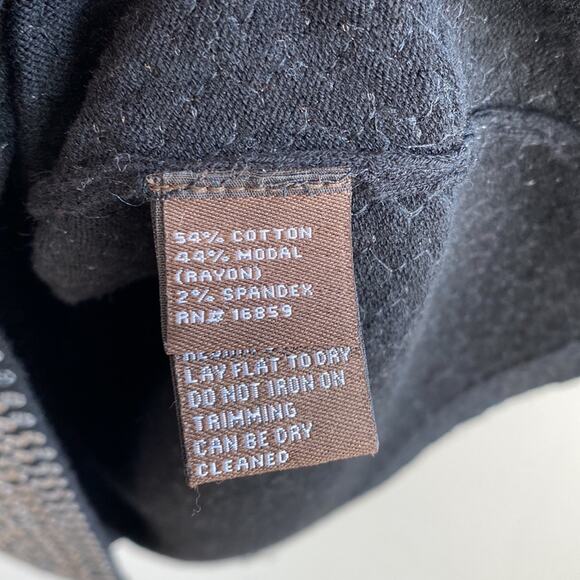 54% COTTON
44% MODAL
(RAYON)
2% SPANDEX
RN# 16859
LAY FLAT TO DRY
DO NOT IRON ON
TRIMMING
CAN BE DRY
CLEANED